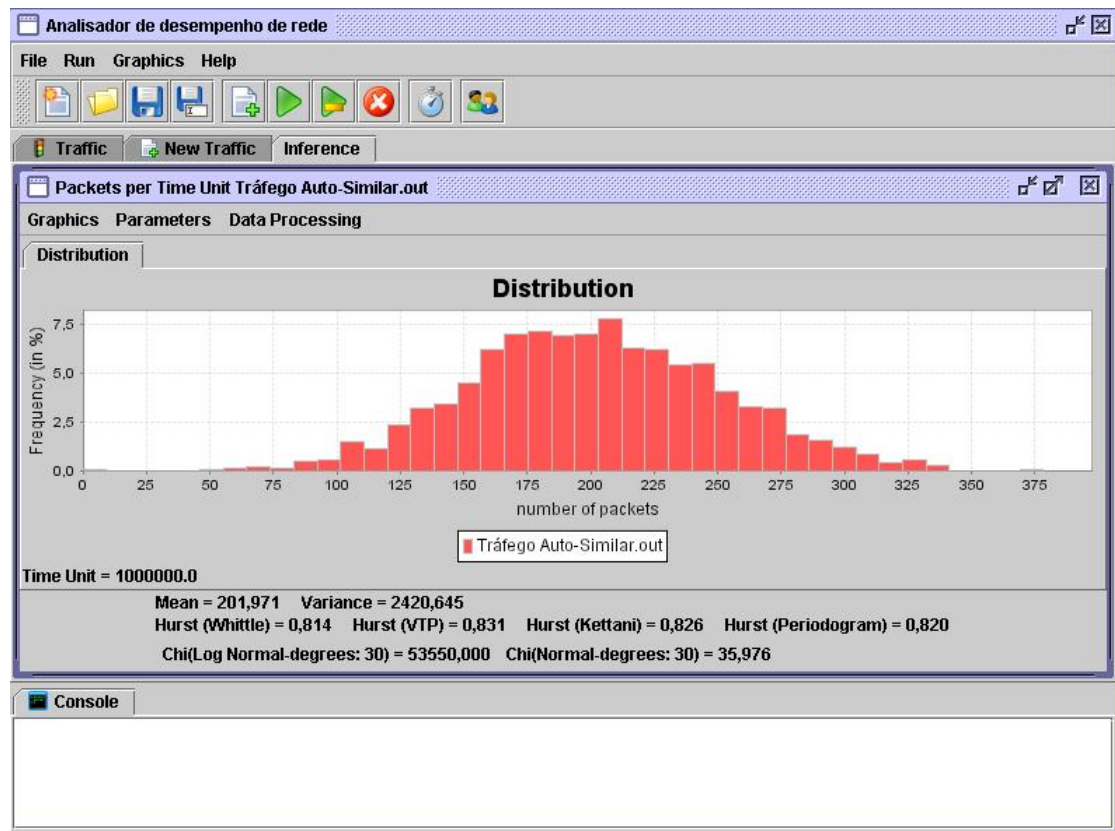 Analisador de desempenho de rede
File Run Graphics Help
Traffic New Traffic Inference
Packets per Time Unit Tráfego Auto-Similar.out
Graphics Parameters Data Processing
Distribution
Distribution
Frequency (in %)
7,5
5,0
2,5
0,0
0 25 50 75 100 125 150 175 200 225 250 275 300 325 350 375
number of packets
Tráfego Auto-Similar.out
Time Unit = 1000000.0
Mean = 201,971 Variance = 2420,645
Hurst (Whittle) = 0,814 Hurst (VTP) = 0,831 Hurst (Kettani) = 0,826 Hurst (Periodogram) = 0,820
Chi(Log Normal-degrees: 30) = 53550,000 Chi(Normal-degrees: 30) = 35,976
Console